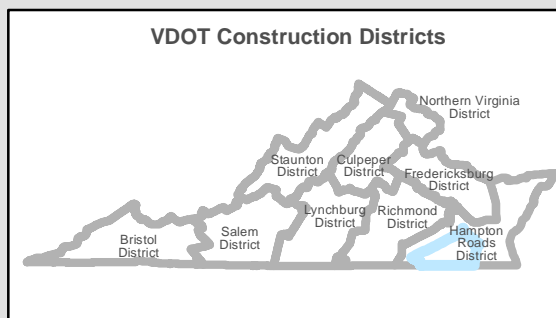 VDOT Construction Districts
Northern Virginia
District
Staunton
District
Culpeper
District
Fredericksburg
District
Lynchburg
District
Richmond
District
Hampton
Roads
District
Salem
District
Bristol
District